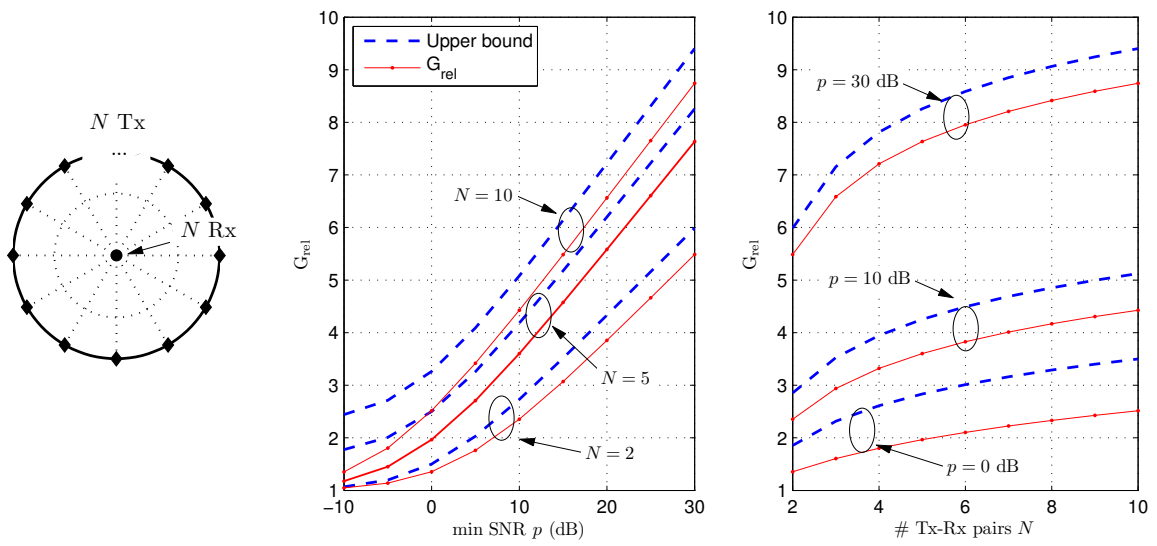 N Tx
...
N Rx
10
9
8
7
6
5
4
3
2
1
G_rel
Upper bound
G_rel
N = 10
N = 5
N = 2
−10 0 10 20 30
min SNR p (dB)
10
9
8
7
6
5
4
3
2
1
G_rel
p = 30 dB
p = 10 dB
p = 0 dB
2 4 6 8 10
# Tx-Rx pairs N